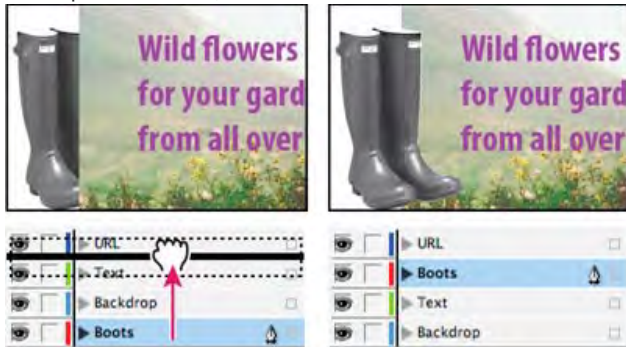 Wild flowers
for your gard
from all over
Wild flowers
for your gard
from all over
URL
Text
Backdrop
Boots
URL
Boots
Text
Backdrop